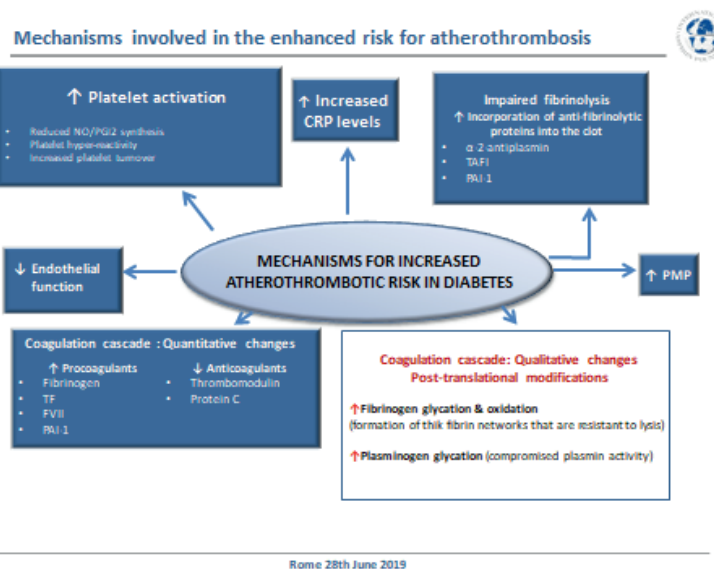 Mechanisms involved in the enhanced risk for atherothrombosis
↑ Platelet activation
• Reduced NO/PGI2 synthesis
• Platelet hyper-reactivity
• Increased platelet turnover
↑ Increased
CRP levels
Impaired fibrinolysis
↑ Incorporation of anti-fibrinolytic
proteins into the clot
• α-2-antiplasmin
• TAFI
• PAI-1
MECHANISMS FOR INCREASED
ATHEROTHROMBOTIC RISK IN DIABETES
↓ Endothelial
function
↑ PMP
Coagulation cascade : Quantitative changes
↑ Procoagulants
• Fibrinogen
• TF
• FVII
• PAI-1
↓ Anticoagulants
• Thrombomodulin
• Protein C
Coagulation cascade: Qualitative changes
Post-translational modifications
↑Fibrinogen glycation & oxidation
(formation of thik fibrin networks that are resistant to lysis)
↑Plasminogen glycation (compromised plasmin activity)
Rome 28th June 2019